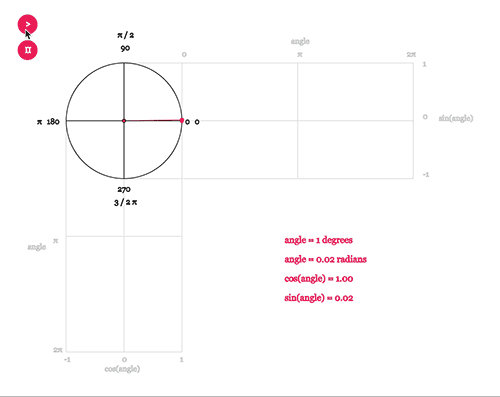 >
II
π / 2
90
angle
0 π 2π
1
π 180
0 0
0 sin(angle)
-1
270
3 / 2 π
angle π
angle = 1 degrees
angle = 0.02 radians
cos(angle) = 1.00
sin(angle) = 0.02
2π
-1 0 1
cos(angle)